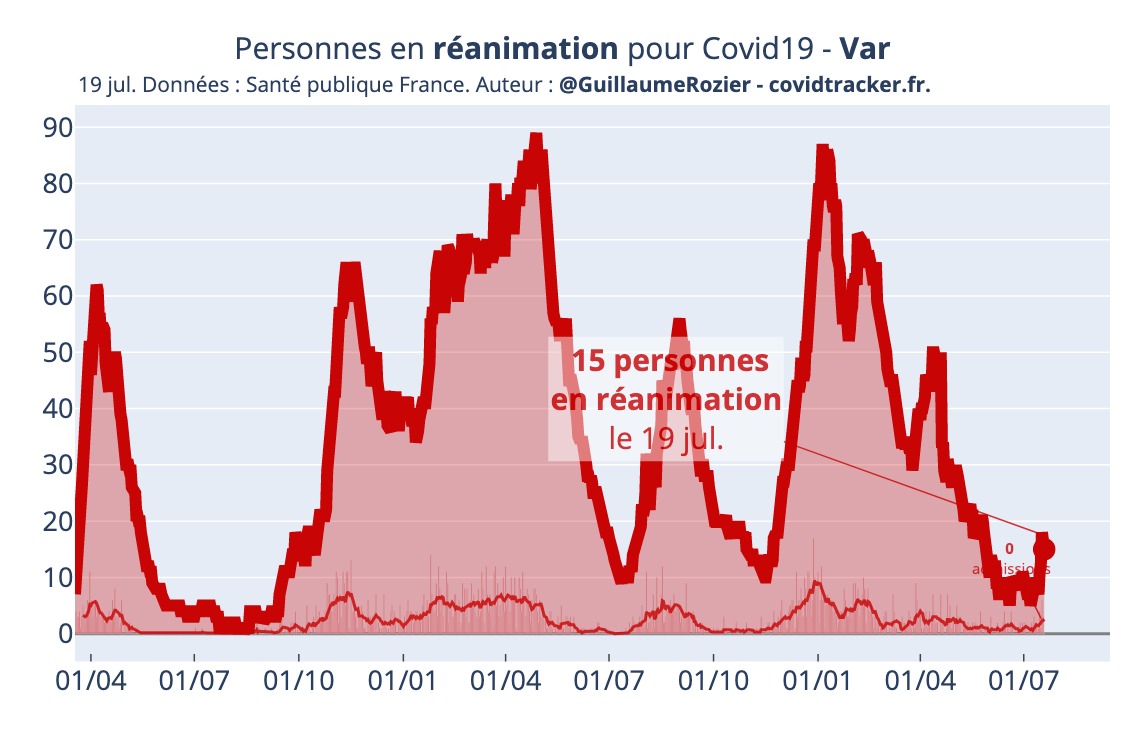 Personnes en réanimation pour Covid19 - Var
19 jul. Données : Santé publique France. Auteur : @GuillaumeRozier - covidtracker.fr.
90
80
70
60
50
40
30
20
10
0
15 personnes
en réanimation
le 19 jul.
0
admissions
01/04 01/07 01/10 01/01 01/04 01/07 01/10 01/01 01/04 01/07